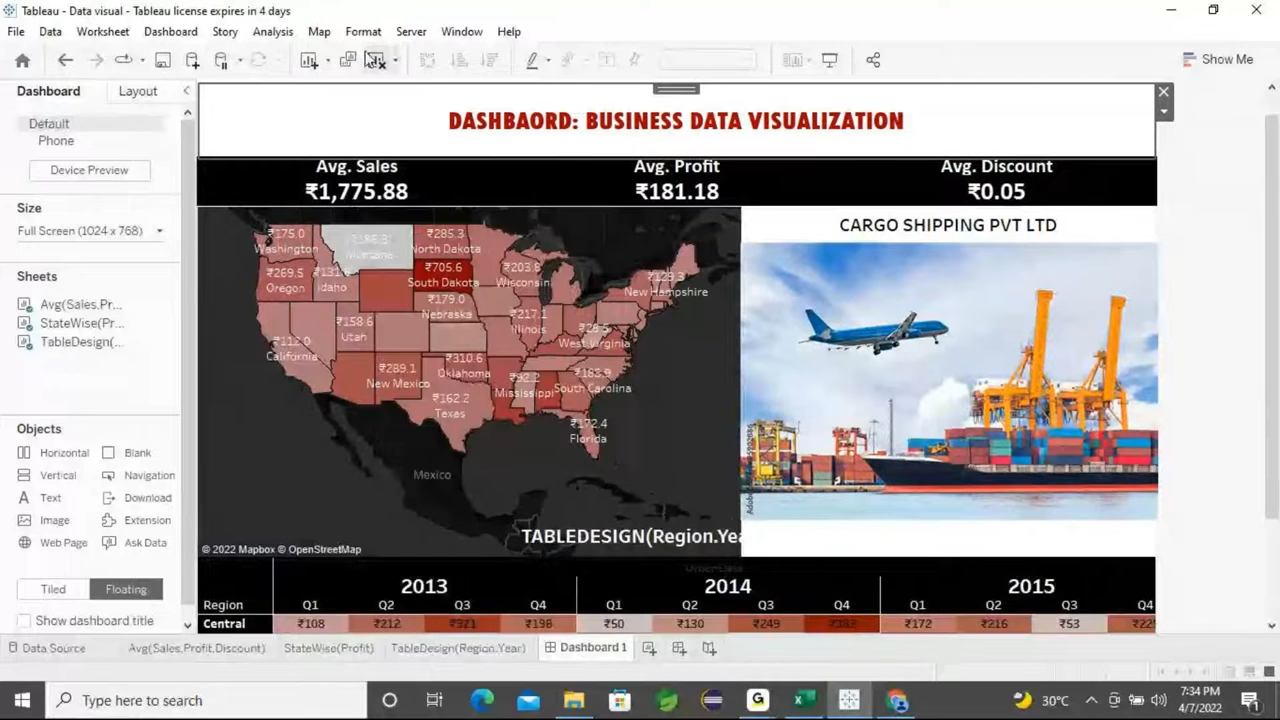 Tableau - Data visual - Tableau license expires in 4 days
File Data Worksheet Dashboard Story Analysis Map Format Server Window Help
Show Me
Dashboard Layout
Default
Phone
Device Preview
Size
Full Screen (1024 x 768)
Sheets
Avg(Sales.Pr...
StateWise(Pr...
TableDesign(...
Objects
Horizontal Blank
Vertical Navigation
Text Download
Image Extension
Web Page Ask Data
Tiled Floating
Show dashboard title
DASHBAORD: BUSINESS DATA VISUALIZATION
Avg. Sales Avg. Profit Avg. Discount
₹1,775.88 ₹181.18 ₹0.05
₹175.0
Washington
₹285.3
North Dakota
₹269.5
Oregon
Idaho
₹705.6
South Dakota
₹203.8
Wisconsin
₹129.3
New Hampshire
₹179.0
Nebraska
₹158.6
Utah
₹217.1
Illinois
West Virginia
₹112.0
California
₹289.1
New Mexico
₹310.6
Oklahoma
₹92.2
Mississippi
₹183.9
South Carolina
₹162.2
Texas
₹172.4
Florida
Mexico
© 2022 Mapbox © OpenStreetMap
CARGO SHIPPING PVT LTD
TABLEDESIGN(Region.Yea
2013 2014 2015
Region Q1 Q2 Q3 Q4 Q1 Q2 Q3 Q4 Q1 Q2 Q3 Q4
Central ₹108 ₹212 ₹321 ₹198 ₹50 ₹130 ₹249 ₹172 ₹216 ₹53
Data Source Avg(Sales.Profit.Discount) StateWise(Profit) TableDesign(Region.Year) Dashboard 1
Type here to search
30°C
7:34 PM
4/7/2022